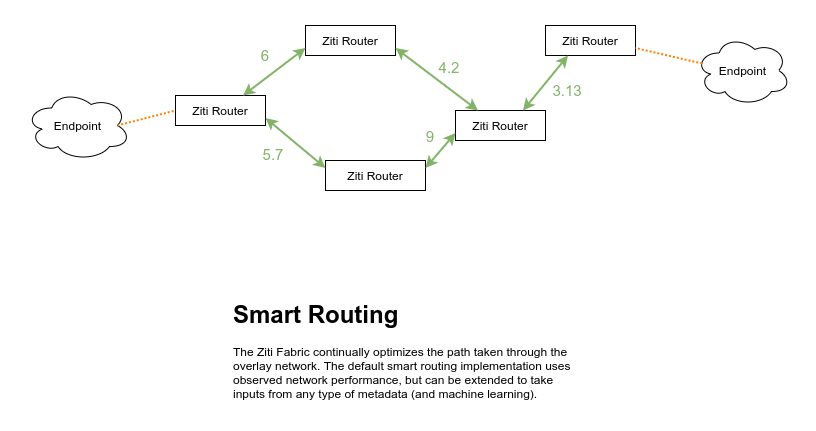 Ziti Router
Ziti Router
6
4.2
Endpoint
3.13
Endpoint
Ziti Router
Ziti Router
9
5.7
Ziti Router
Smart Routing
The Ziti Fabric continually optimizes the path taken through the
overlay network. The default smart routing implementation uses
observed network performance, but can be extended to take
inputs from any type of metadata (and machine learning).